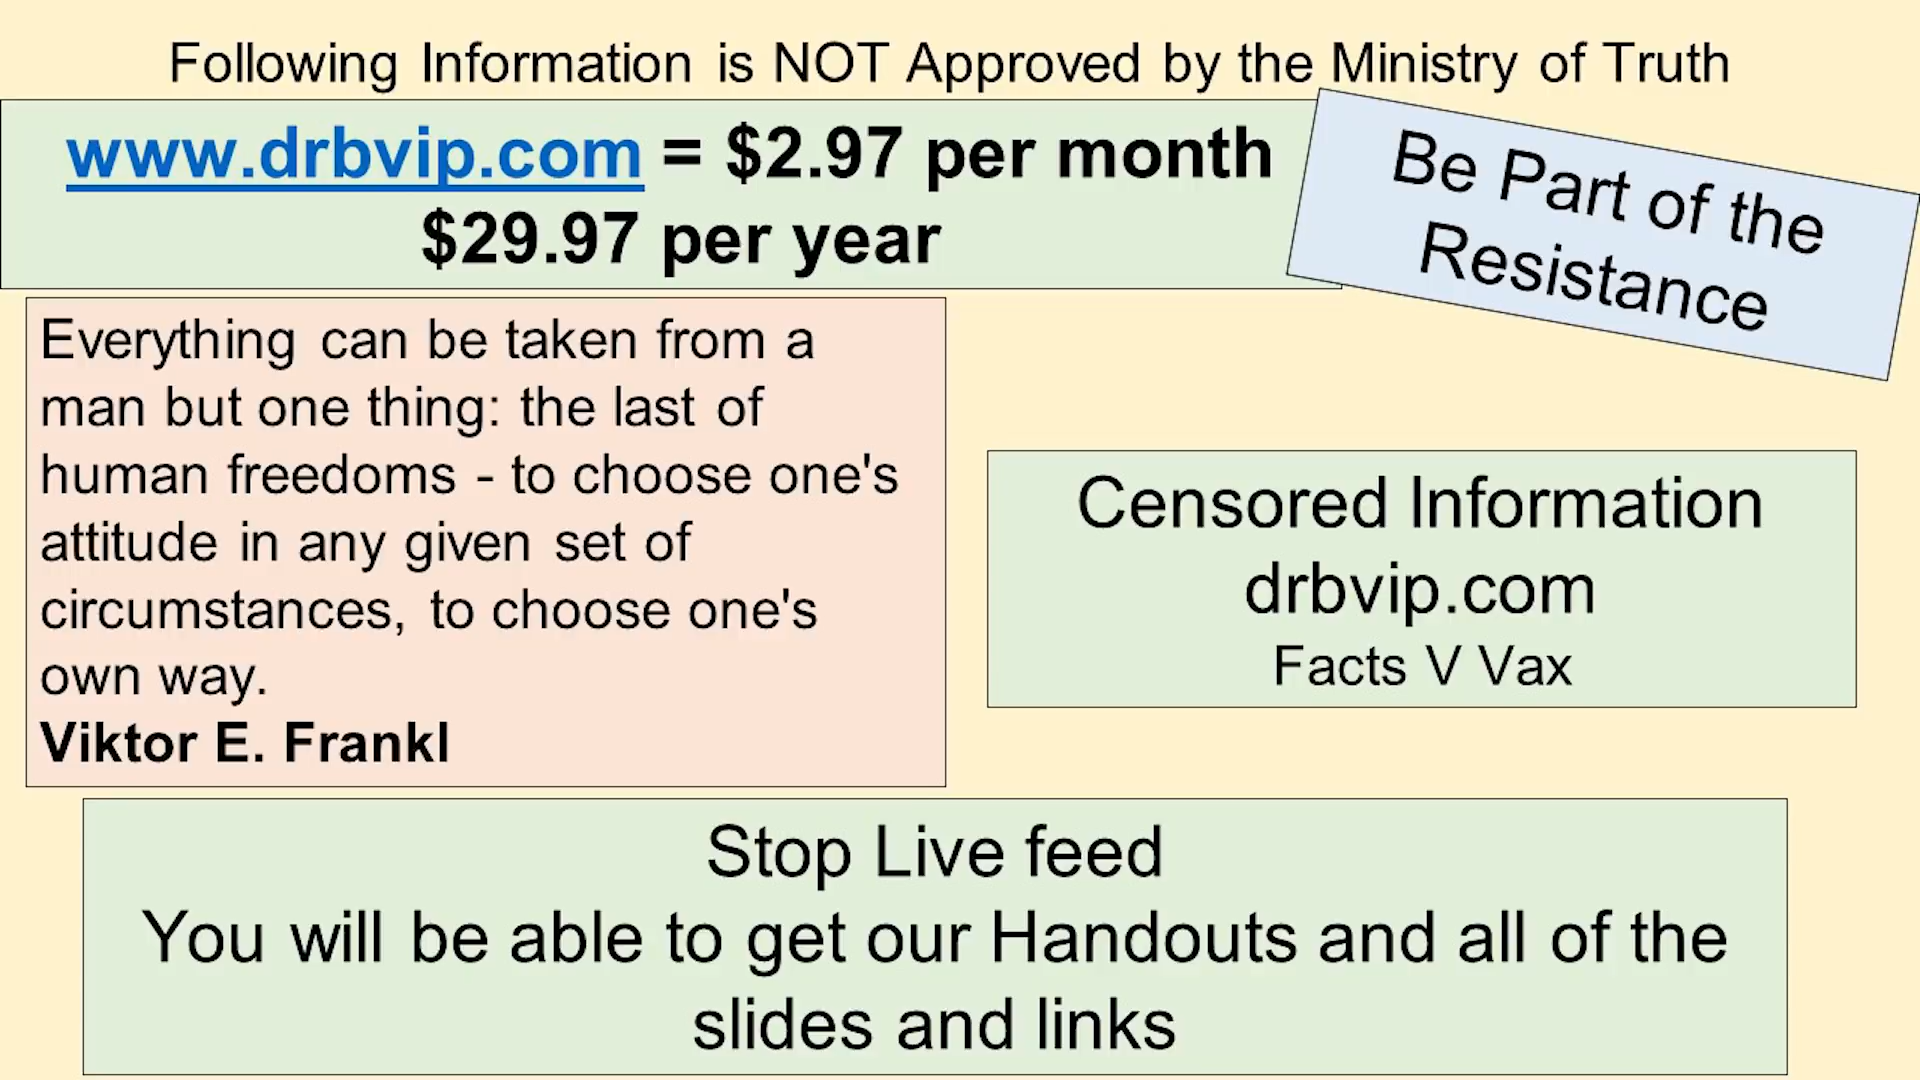 Following Information is NOT Approved by the Ministry of Truth
www.drbvip.com = $2.97 per month
$29.97 per year
Be Part of the
Resistance
Everything can be taken from a
man but one thing: the last of
human freedoms - to choose one's
attitude in any given set of
circumstances, to choose one's
own way.
Viktor E. Frankl
Censored Information
drbvip.com
Facts V Vax
Stop Live feed
You will be able to get our Handouts and all of the
slides and links